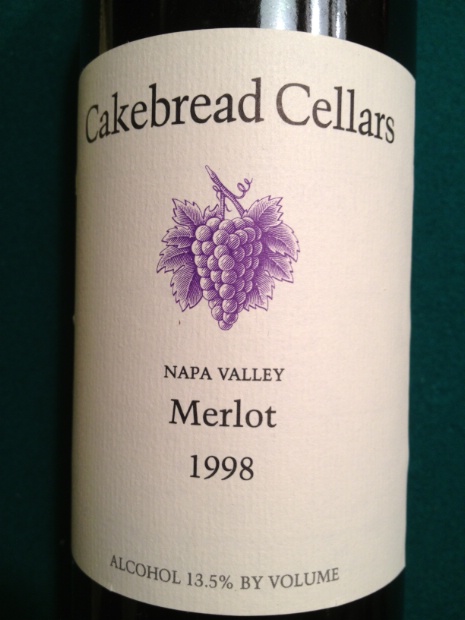 Cakebread Cellars
NAPA VALLEY
Merlot
1998
ALCOHOL 13.5% BY VOLUME